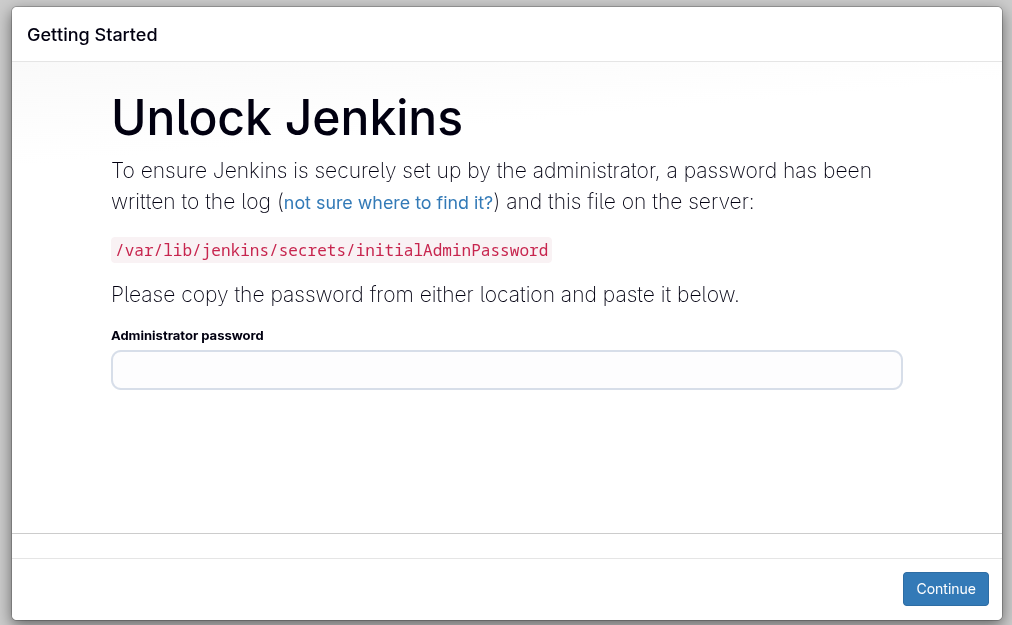 Getting Started
Unlock Jenkins
To ensure Jenkins is securely set up by the administrator, a password has been
written to the log (not sure where to find it?) and this file on the server:
/var/lib/jenkins/secrets/initialAdminPassword
Please copy the password from either location and paste it below.
Administrator password
Continue